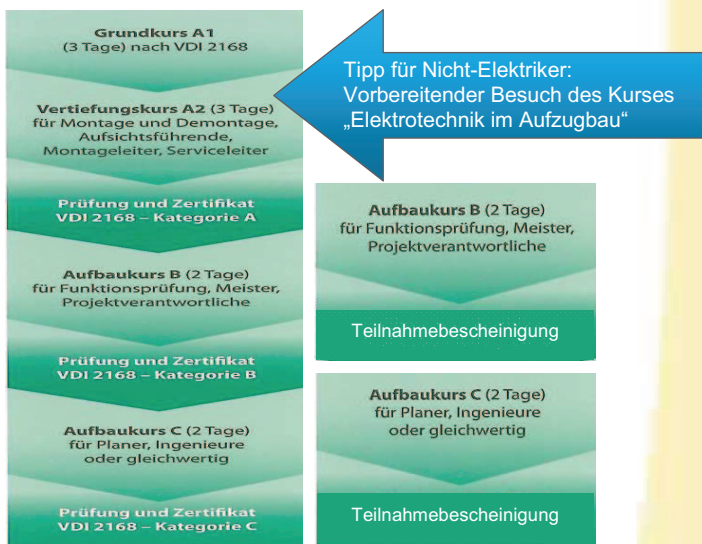 Grundkurs A1
(3 Tage) nach VDI 2168
Vertiefungskurs A2 (3 Tage)
für Montage und Demontage,
Aufsichtsführende,
Montageleiter, Serviceleiter
Prüfung und Zertifikat
VDI 2168 – Kategorie A
Aufbaukurs B (2 Tage)
für Funktionsprüfung, Meister,
Projektverantwortliche
Prüfung und Zertifikat
VDI 2168 – Kategorie B
Aufbaukurs C (2 Tage)
für Planer, Ingenieure
oder gleichwertig
Prüfung und Zertifikat
VDI 2168 – Kategorie C
Tipp für Nicht-Elektriker:
Vorbereitender Besuch des Kurses
„Elektrotechnik im Aufzugbau“
Aufbaukurs B (2 Tage)
für Funktionsprüfung, Meister,
Projektverantwortliche
Teilnahmebescheinigung
Aufbaukurs C (2 Tage)
für Planer, Ingenieure
oder gleichwertig
Teilnahmebescheinigung